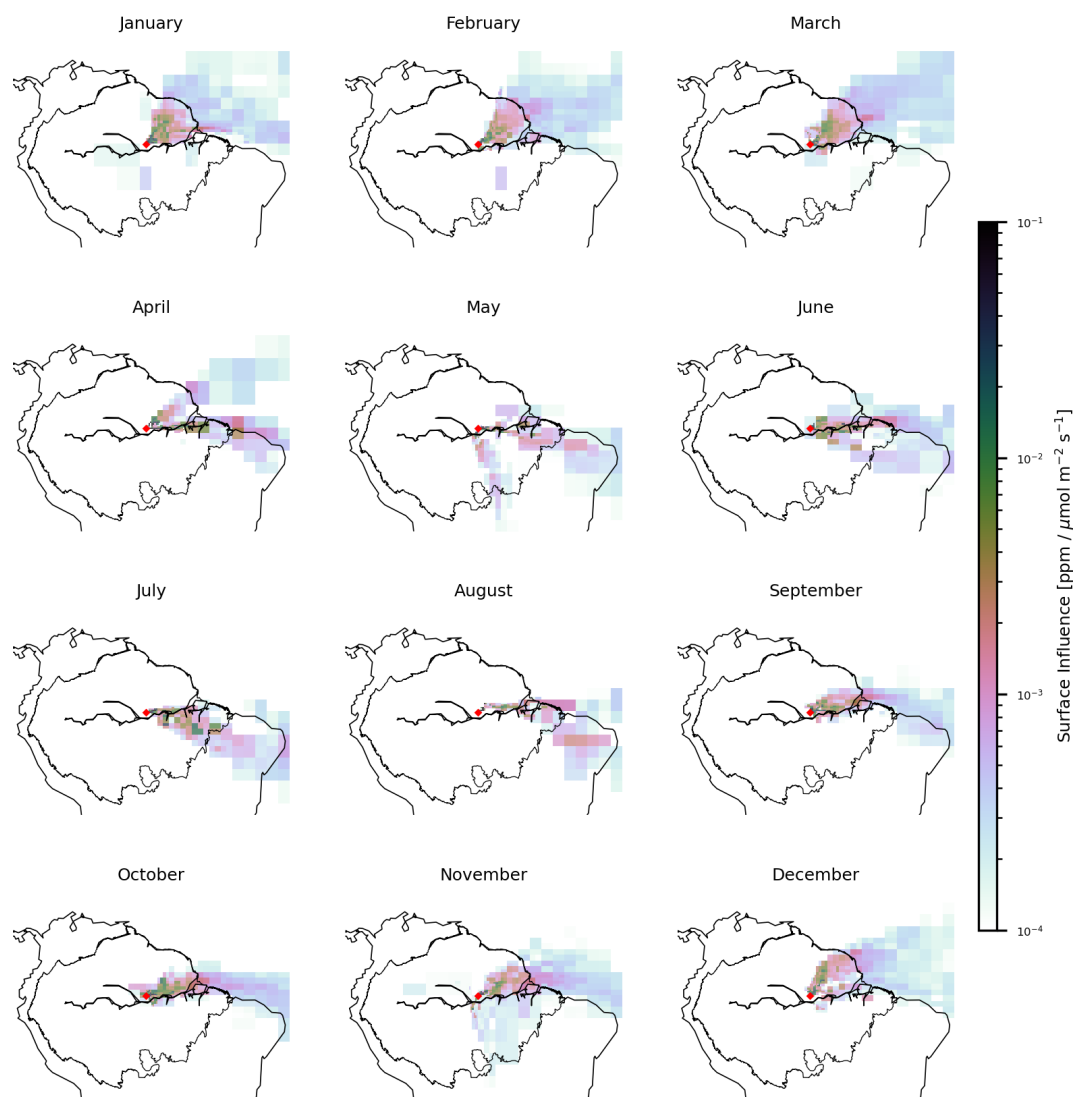 January
February
March
April
May
June
July
August
September
October
November
December
10⁻¹
10⁻²
10⁻³
10⁻⁴
Surface Influence [ppm / μmol m⁻² s⁻¹]